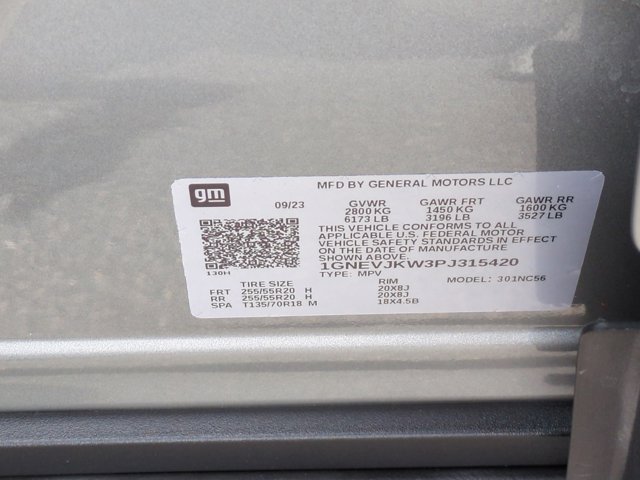 gm
MFD BY GENERAL MOTORS LLC
09/23 GVWR GAWR FRT GAWR RR
2800 KG 1450 KG 1600 KG
6173 LB 3196 LB 3527 LB
THIS VEHICLE CONFORMS TO ALL
APPLICABLE U.S. FEDERAL MOTOR
VEHICLE SAFETY STANDARDS IN EFFECT
ON THE DATE OF MANUFACTURE
SHOWN ABOVE.
1GNEVJKW3PJ315420
130H TYPE: MPV MODEL: 301NC56
TIRE SIZE RIM
FRT 255/55R20 H 20X8J
RR 255/55R20 H 20X8J
SPA T135/70R18 M 18X4.5B